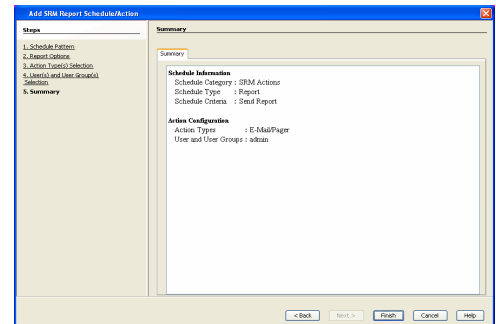 Add SRM Report Schedule/Action
Steps
1. Schedule Pattern
2. Report Options
3. Action Type(s) Selection
4. User(s) and User Group(s)
Selection
5. Summary
Summary
Summary
Schedule Information
Schedule Category : SRM Actions
Schedule Type : Report
Schedule Criteria : Send Report
Action Configuration
Action Types : E-Mail/Pager
User and User Groups : admin
< Back
Next >
Finish
Cancel
Help